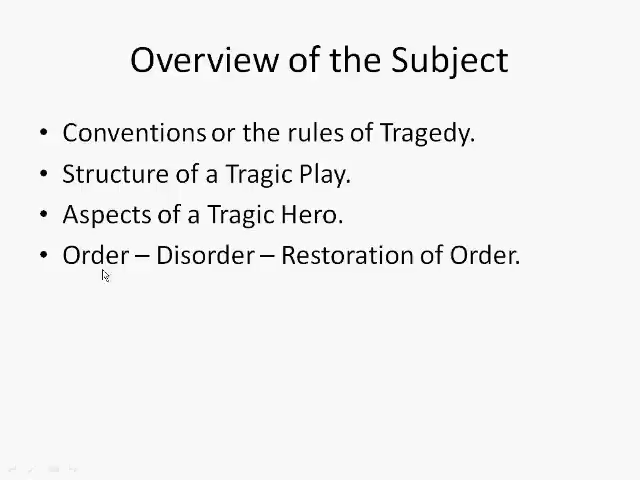 Overview of the Subject
• Conventions or the rules of Tragedy.
• Structure of a Tragic Play.
• Aspects of a Tragic Hero.
• Order – Disorder – Restoration of Order.